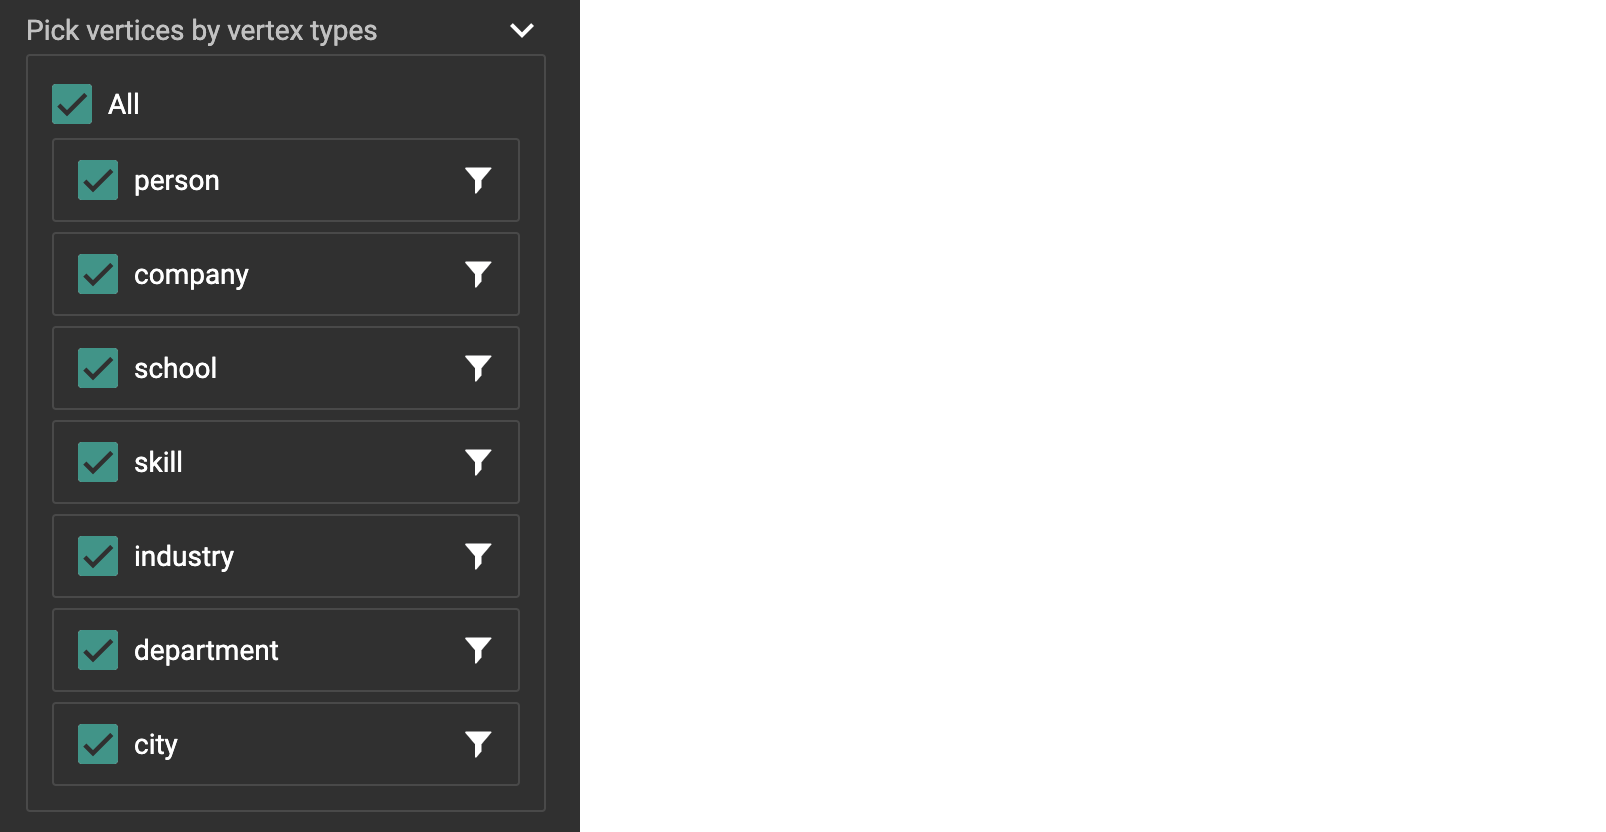 Pick vertices by vertex types
All
person
company
school
skill
industry
department
city